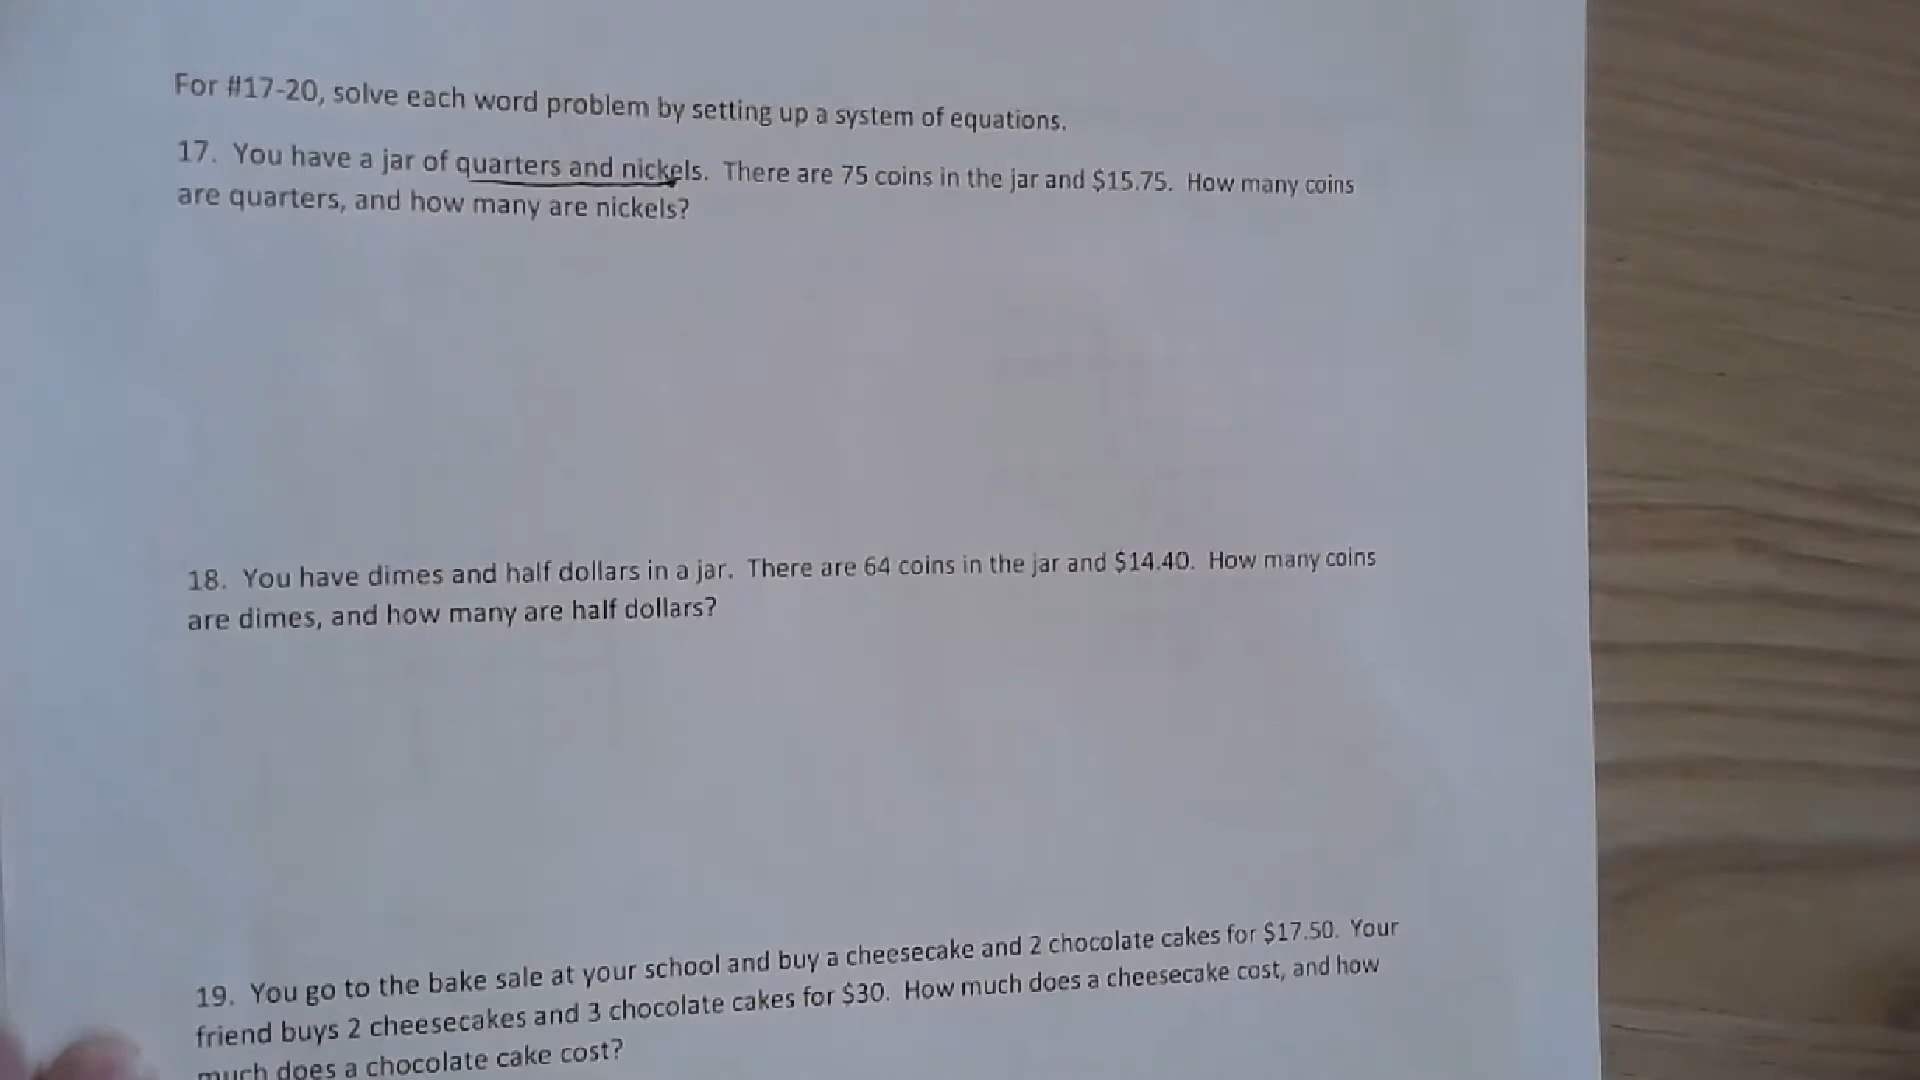 For #17-20, solve each word problem by setting up a system of equations.
17. You have a jar of quarters and nickels. There are 75 coins in the jar and $15.75. How many coins
are quarters, and how many are nickels?
18. You have dimes and half dollars in a jar. There are 64 coins in the jar and $14.40. How many coins
are dimes, and how many are half dollars?
19. You go to the bake sale at your school and buy a cheesecake and 2 chocolate cakes for $17.50. Your
friend buys 2 cheesecakes and 3 chocolate cakes for $30. How much does a cheesecake cost, and how
much does a chocolate cake cost?